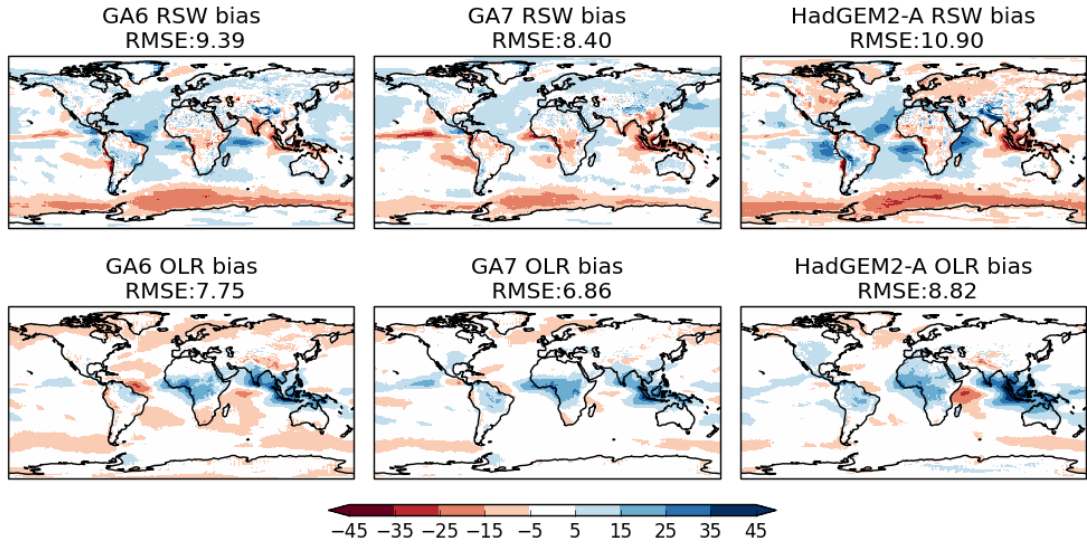 GA6 RSW bias
RMSE:9.39
GA7 RSW bias
RMSE:8.40
HadGEM2-A RSW bias
RMSE:10.90
GA6 OLR bias
RMSE:7.75
GA7 OLR bias
RMSE:6.86
HadGEM2-A OLR bias
RMSE:8.82
−45 −35 −25 −15 −5 5 15 25 35 45